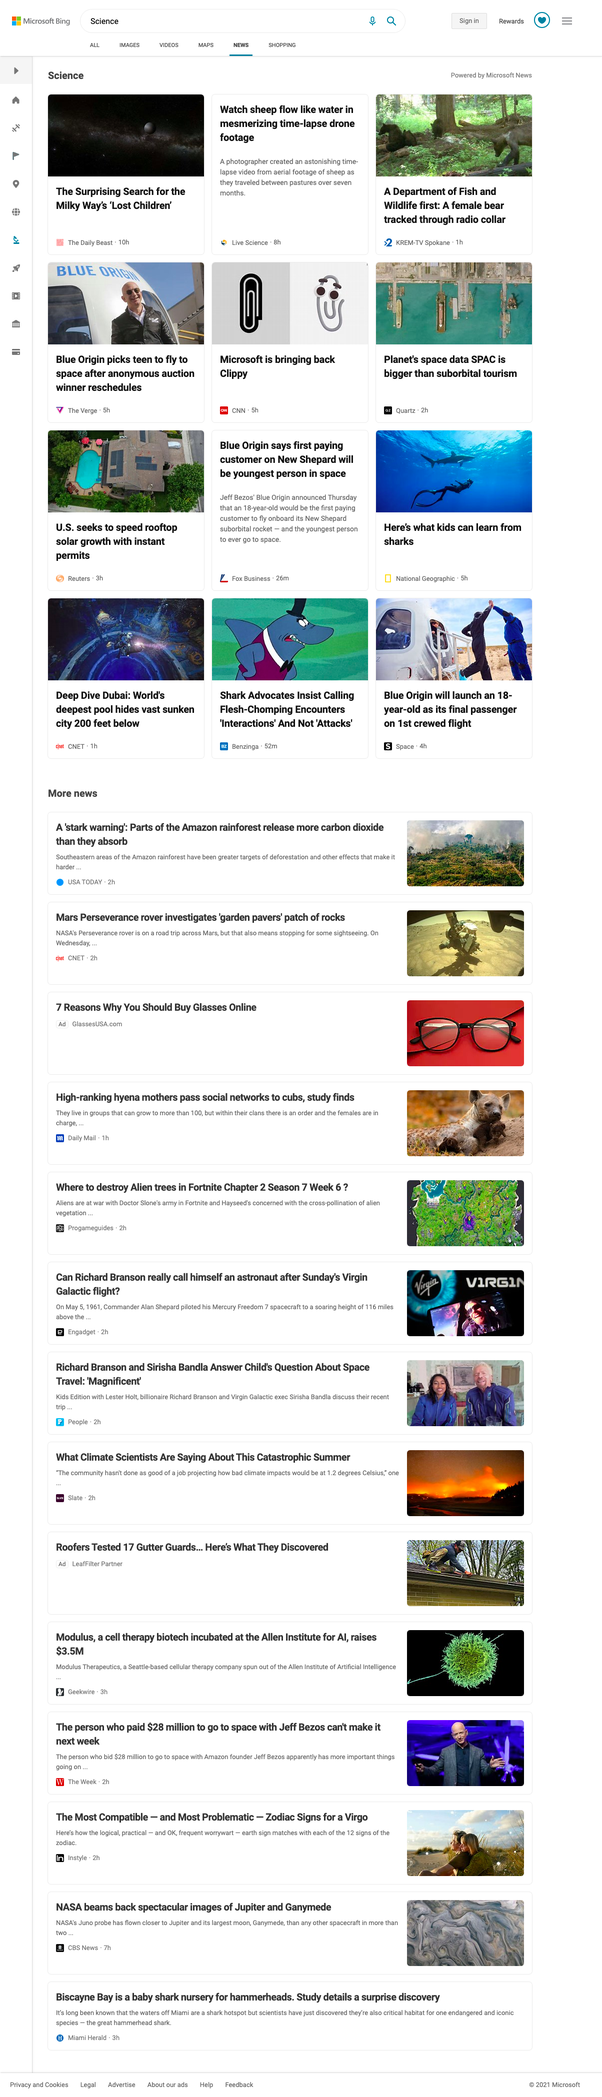 Microsoft Bing
Science
Sign in
Rewards
ALL IMAGES VIDEOS MAPS NEWS SHOPPING
Science
Powered by Microsoft News
The Surprising Search for the
Milky Way's 'Lost Children'
The Daily Beast · 10h
Watch sheep flow like water in
mesmerizing time-lapse drone
footage
A photographer created an astonishing time-
lapse video from aerial footage of sheep as
they traveled between pastures over seven
months.
Live Science · 8h
A Department of Fish and
Wildlife first: A female bear
tracked through radio collar
KREM-TV Spokane · 1h
BLUE ORIGIN
Blue Origin picks teen to fly to
space after anonymous auction
winner reschedules
The Verge · 5h
Microsoft is bringing back
Clippy
CNN · 5h
Planet's space data SPAC is
bigger than suborbital tourism
Quartz · 2h
U.S. seeks to speed rooftop
solar growth with instant
permits
Reuters · 3h
Blue Origin says first paying
customer on New Shepard will
be youngest person in space
Jeff Bezos' Blue Origin announced Thursday
that an 18-year-old would be the first paying
customer to fly onboard its New Shepard
suborbital rocket — and the youngest person
to ever go to space.
Fox Business · 26m
Here's what kids can learn from
sharks
National Geographic · 5h
Deep Dive Dubai: World's
deepest pool hides vast sunken
city 200 feet below
CNET · 1h
Shark Advocates Insist Calling
Flesh-Chomping Encounters
'Interactions' And Not 'Attacks'
Benzinga · 52m
Blue Origin will launch an 18-
year-old as its final passenger
on 1st crewed flight
Space · 4h
More news
A 'stark warning': Parts of the Amazon rainforest release more carbon dioxide
than they absorb
Southeastern areas of the Amazon rainforest have been greater targets of deforestation and other effects that make it
harder ...
USA TODAY · 2h
Mars Perseverance rover investigates 'garden pavers' patch of rocks
NASA's Perseverance rover is on a road trip across Mars, but that also means stopping for some sightseeing. On
Wednesday, ...
CNET · 2h
7 Reasons Why You Should Buy Glasses Online
Ad GlassesUSA.com
High-ranking hyena mothers pass social networks to cubs, study finds
They live in groups that can grow to more than 100, but within their clans there is an order and the females are in
charge, ...
Daily Mail · 1h
Where to destroy Alien trees in Fortnite Chapter 2 Season 7 Week 6 ?
Aliens are at war with Doctor Slone's army in Fortnite and Hayseed's concerned with the cross-pollination of alien
vegetation ...
Progameguides · 2h
Can Richard Branson really call himself an astronaut after Sunday's Virgin
Galactic flight?
On May 5, 1961, Commander Alan Shepard piloted his Mercury Freedom 7 spacecraft to a soaring height of 116 miles
above the ...
Engadget · 2h
Virgin
V1RG1N
Richard Branson and Sirisha Bandla Answer Child's Question About Space
Travel: 'Magnificent'
Kids Edition with Lester Holt, billionaire Richard Branson and Virgin Galactic exec Sirisha Bandla discuss their recent
trip ...
People · 2h
What Climate Scientists Are Saying About This Catastrophic Summer
"The community hasn't done as good of a job projecting how bad climate impacts would be at 1.2 degrees Celsius," one
...
Slate · 2h
Roofers Tested 17 Gutter Guards... Here's What They Discovered
Ad LeafFilter Partner
Modulus, a cell therapy biotech incubated at the Allen Institute for AI, raises
$3.5M
Modulus Therapeutics, a Seattle-based cellular therapy company spun out of the Allen Institute of Artificial Intelligence
...
Geekwire · 3h
The person who paid $28 million to go to space with Jeff Bezos can't make it
next week
The person who bid $28 million to go to space with Amazon founder Jeff Bezos apparently has more important things
going on ...
The Week · 2h
The Most Compatible — and Most Problematic — Zodiac Signs for a Virgo
Here's how the logical, practical — and OK, frequent worrywart — earth sign matches with each of the 12 signs of the
zodiac.
Instyle · 2h
NASA beams back spectacular images of Jupiter and Ganymede
NASA's Juno probe has flown closer to Jupiter and its largest moon, Ganymede, than any other spacecraft in more than
two ...
CBS News · 7h
Biscayne Bay is a baby shark nursery for hammerheads. Study details a surprise discovery
It's long been known that the waters off Miami are a shark hotspot but scientists have just discovered they're also critical habitat for one endangered and iconic
species — the great hammerhead shark.
Miami Herald · 3h
Privacy and Cookies Legal Advertise About our ads Help Feedback
© 2021 Microsoft